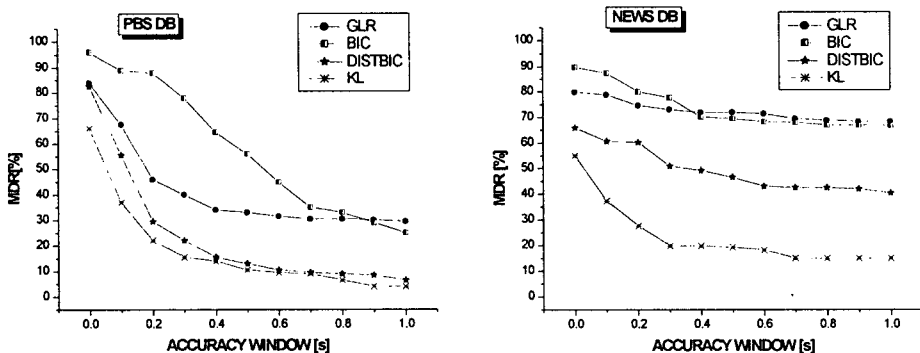 PBS DB
GLR
BIC
DISTBIC
KL
MDR[%]
100
90
80
70
60
50
40
30
20
10
0
0.0 0.2 0.4 0.6 0.8 1.0
ACCURACY WINDOW [s]
NEWS DB
GLR
BIC
DISTBIC
KL
MDR [%]
100
90
80
70
60
50
40
30
20
10
0
0.0 0.2 0.4 0.6 0.8 1.0
ACCURACY WINDOW [s]